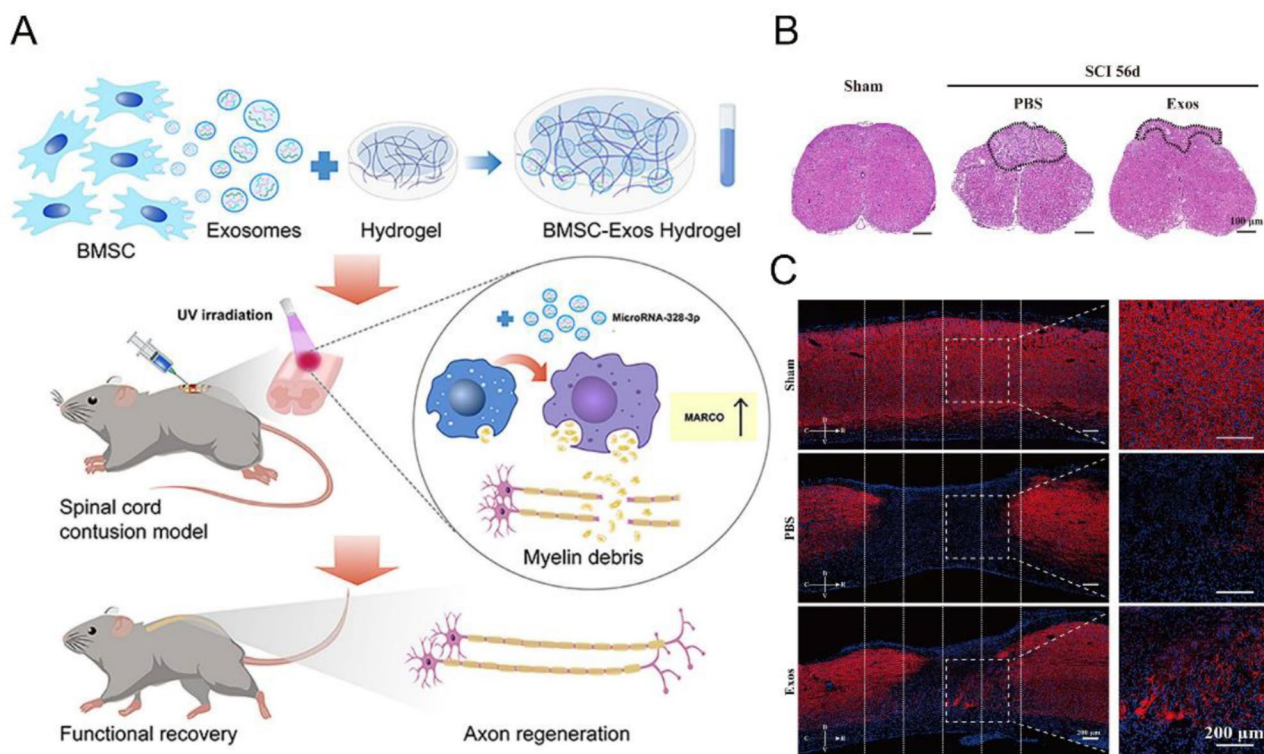 A
BMSC
Exosomes
Hydrogel
BMSC-Exos Hydrogel
UV irradiation
MicroRNA-328-3p
MARCO
Spinal cord
contusion model
Myelin debris
Functional recovery
Axon regeneration
B
SCI 56d
Sham
PBS
Exos
100 μm
C
Sham
D
C
R
V
PBS
D
C
R
V
Exos
D
C
R
V
200 μm
200 μm